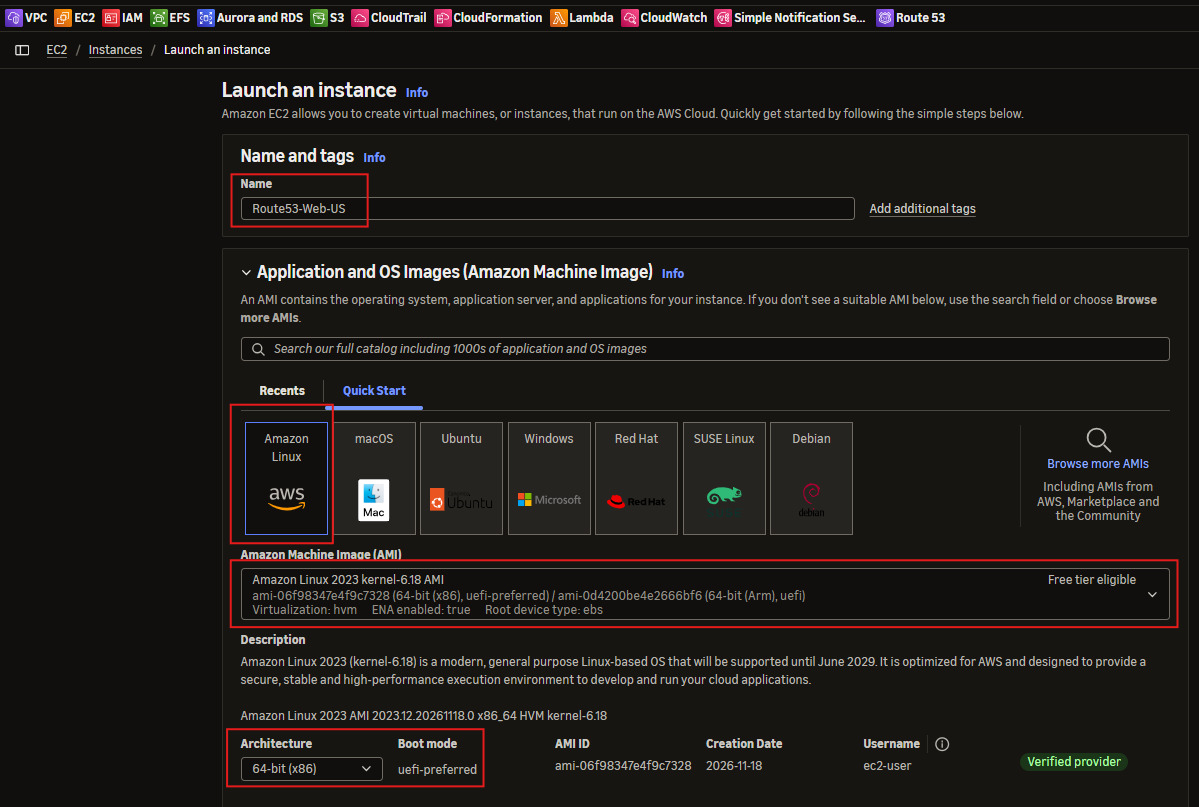 VPC EC2 IAM EFS Aurora and RDS S3 CloudTrail CloudFormation Lambda CloudWatch Simple Notification Se... Route 53
EC2 / Instances / Launch an instance
Launch an instance Info
Amazon EC2 allows you to create virtual machines, or instances, that run on the AWS Cloud. Quickly get started by following the simple steps below.
Name and tags Info
Name
Route53-Web-US
Add additional tags
Application and OS Images (Amazon Machine Image) Info
An AMI contains the operating system, application server, and applications for your instance. If you don't see a suitable AMI below, use the search field or choose Browse
more AMIs.
Search our full catalog including 1000s of application and OS images
Recents Quick Start
Amazon
Linux
aws
macOS
Mac
Ubuntu
Ubuntu
Windows
Microsoft
Red Hat
Red Hat
SUSE Linux
Debian
debian
Browse more AMIs
Including AMIs from
AWS, Marketplace and
the Community
Amazon Machine Image (AMI)
Amazon Linux 2023 kernel-6.18 AMI Free tier eligible
ami-06f98347e4f9c7328 (64-bit (x86), uefi-preferred) / ami-0d4200be4e2666bf6 (64-bit (Arm), uefi)
Virtualization: hvm ENA enabled: true Root device type: ebs
Description
Amazon Linux 2023 (kernel-6.18) is a modern, general purpose Linux-based OS that will be supported until June 2029. It is optimized for AWS and designed to provide a
secure, stable and high-performance execution environment to develop and run your cloud applications.
Amazon Linux 2023 AMI 2023.12.20261118.0 x86_64 HVM kernel-6.18
Architecture Boot mode AMI ID Creation Date Username
64-bit (x86) uefi-preferred ami-06f98347e4f9c7328 2026-11-18 ec2-user Verified provider